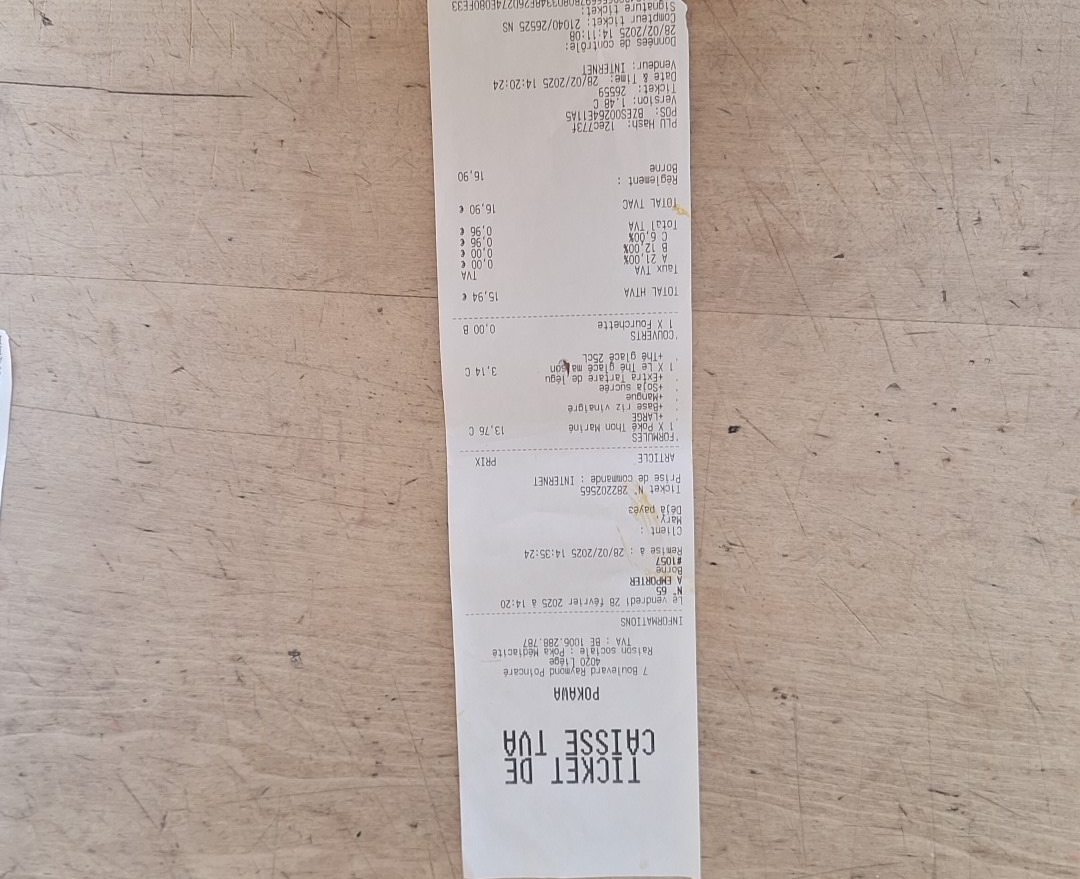 TICKET DE
CAISSE TVA
POKAWA
7 Boulevard Raymond Poincaré
4020 Liège
Raison sociale : Poka Médiacité
TVA : BE 1006.288.787
INFORMATIONS
Le vendredi 28 février 2025 à 14:20
N° 65
A EMPORTER
Borne
#1057
Remise à : 28/02/2025 14:35:24
Client :
Mary,
Déjà payés
Ticket N° 282202565
Prise de commande : INTERNET
ARTICLE PRIX
FORMULES
1 X Poké Thon Mariné 13,76 C
+LARGE
+Base riz vinaigré
+Mangue
+Soja sucrée
+Extra Tartare de légu
1 X Le Thé glacé maison 3,14 C
+Thé glacé 25cL
COUVERTS
1 X Fourchette 0,00 B
TOTAL HTVA 15,94 €
Taux TVA TVA
A 21,00% 0,00 €
B 12,00% 0,00 €
C 6,00% 0,96 €
Total TVA 0,96 €
TOTAL TVAC 16,90 €
Règlement :
Borne 16,90
PLU Hash: 12ec773f
POS: BZES00264E11A5
Version: 1.48 C
Ticket: 26559
Date & Time: 28/02/2025 14:20:24
Vendeur: INTERNET
Données de contrôle:
28/02/2025 14:11:08
Compteur ticket: 21040/26525 NS
Signature ticket: